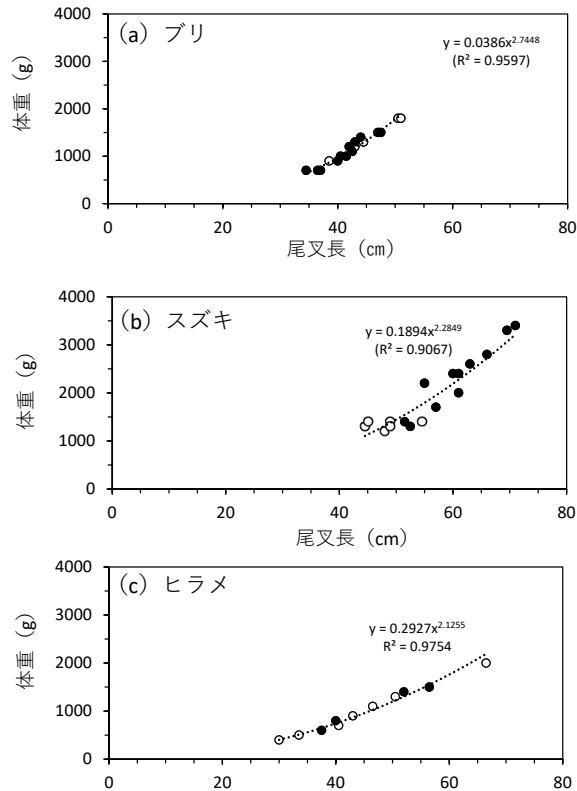 (a) ブリ
y = 0.0386x^2.7448
(R² = 0.9597)
体重 (g)
4000
3000
2000
1000
0
0 20 40 60 80
尾叉長 (cm)
(b) スズキ
y = 0.1894x^2.2849
(R² = 0.9067)
体重 (g)
4000
3000
2000
1000
0
0 20 40 60 80
尾叉長 (cm)
(c) ヒラメ
y = 0.2927x^2.1255
R² = 0.9754
体重 (g)
4000
3000
2000
1000
0
0 20 40 60 80